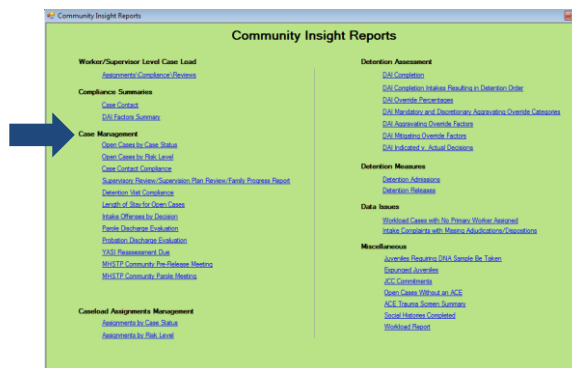 Community Insight Reports
Community Insight Reports
Worker/Supervisor Level Case Load
Assignments\Compliance\Reviews
Compliance Summaries
Case Contact
DAI Factors Summary
Case Management
Open Cases by Case Status
Open Cases by Risk Level
Case Contact Compliance
Supervisory Review/Supervision Plan Review/Family Progress Report
Detention Visit Compliance
Length of Stay for Open Cases
Intake Offenses by Decision
Parole Discharge Evaluation
Probation Discharge Evaluation
YASI Reassessment Due
MHSTP Community Pre-Release Meeting
MHSTP Community Parole Meeting
Caseload Assignments Management
Assignments by Case Status
Assignments by Risk Level
Detention Assessment
DAI Completion
DAI Completion Intakes Resulting in Detention Order
DAI Override Percentages
DAI Mandatory and Discretionary Aggravating Override Categories
DAI Aggravating Override Factors
DAI Mitigating Override Factors
DAI Indicated v. Actual Decisions
Detention Measures
Detention Admissions
Detention Releases
Data Issues
Workload Cases with No Primary Worker Assigned
Intake Complaints with Missing Adjudications/Dispositions
Miscellaneous
Juveniles Requiring DNA Sample Be Taken
Expunged Juveniles
JCC Commitments
Open Cases Without an ACE
ACE Trauma Screen Summary
Social Histories Completed
Workload Report